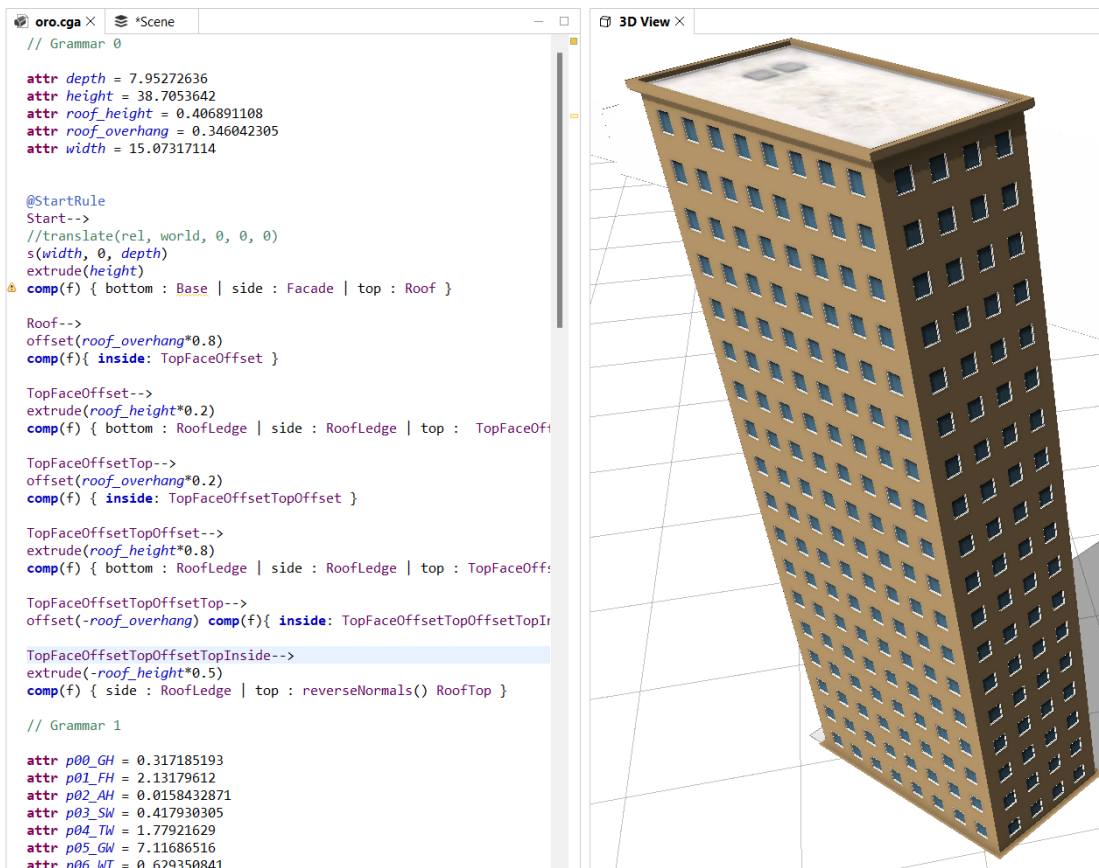 oro.cga
*Scene
// Grammar 0
attr depth = 7.95272636
attr height = 38.7053642
attr roof_height = 0.406891108
attr roof_overhang = 0.346042305
attr width = 15.07317114
@StartRule
Start-->
//translate(rel, world, 0, 0, 0)
s(width, 0, depth)
extrude(height)
comp(f) { bottom : Base | side : Facade | top : Roof }
Roof-->
offset(roof_overhang*0.8)
comp(f){ inside: TopFaceOffset }
TopFaceOffset-->
extrude(roof_height*0.2)
comp(f) { bottom : RoofLedge | side : RoofLedge | top :  TopFaceOff
TopFaceOffsetTop-->
offset(roof_overhang*0.2)
comp(f) { inside: TopFaceOffsetTopOffset }
TopFaceOffsetTopOffset-->
extrude(roof_height*0.8)
comp(f) { bottom : RoofLedge | side : RoofLedge | top : TopFaceOffs
TopFaceOffsetTopOffsetTop-->
offset(-roof_overhang) comp(f){ inside: TopFaceOffsetTopOffsetTopIn
TopFaceOffsetTopOffsetTopInside-->
extrude(-roof_height*0.5)
comp(f) { side : RoofLedge | top : reverseNormals() RoofTop }
// Grammar 1
attr p00_GH = 0.317185193
attr p01_FH = 2.13179612
attr p02_AH = 0.0158432871
attr p03_SW = 0.417930305
attr p04_TW = 1.77921629
attr p05_GW = 7.11686516
attr p06_WT = 0.629350841
3D View